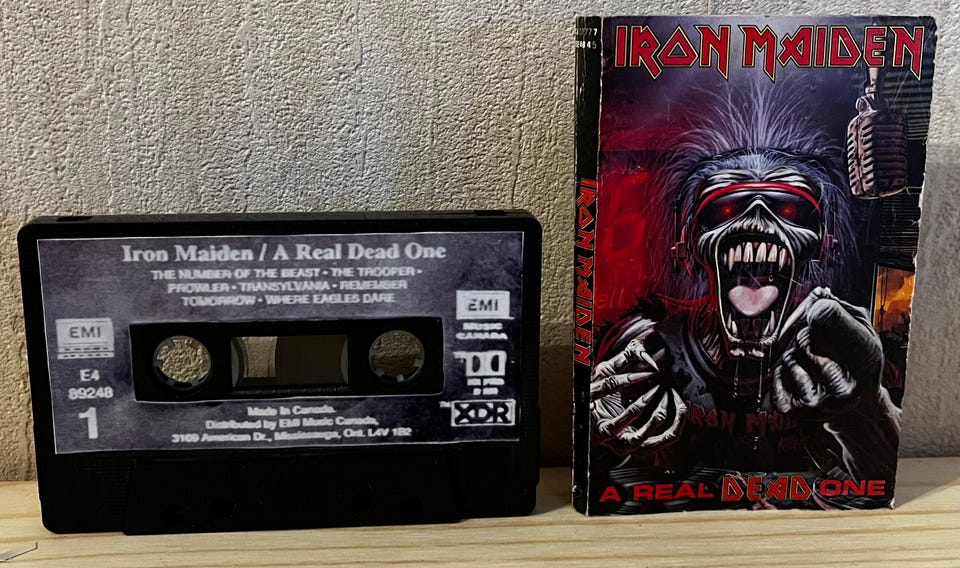 Iron Maiden / A Real Dead One
THE NUMBER OF THE BEAST • THE TROOPER •
PROWLER • TRANSYLVANIA • REMEMBER
TOMORROW • WHERE EAGLES DARE
EMI
E4
89248
1
EMI
MUSIC
CANADA
XDR
Made in Canada.
Distributed by EMI Music Canada,
3109 American Dr., Mississauga, Ont. L4V 1B2
IRON MAIDEN
IRON MAIDEN
IRON
A REAL DEAD ONE